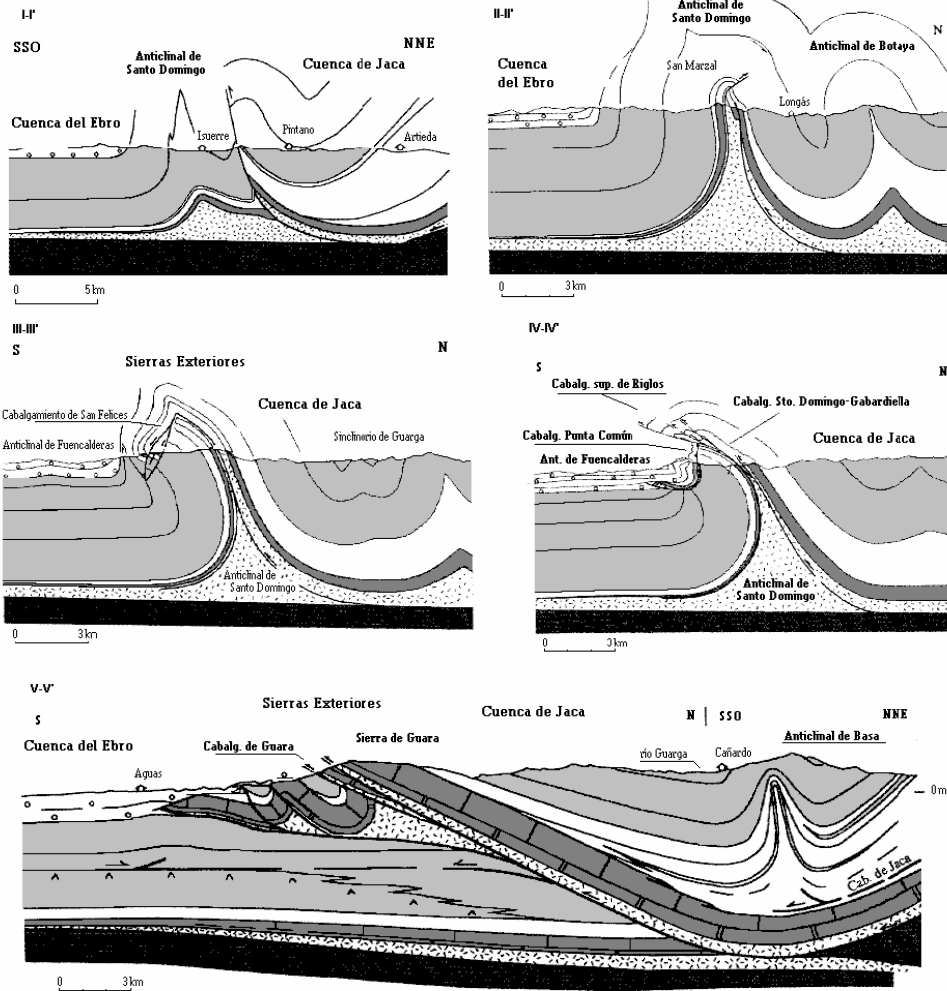 I-I'
SSO
Anticlinal de
Santo Domingo
NNE
Cuenca de Jaca
Cuenca del Ebro
Isuerre
Pintano
Artieda
0 5 km
II-II'
Anticlinal de
Santo Domingo
N
Anticlinal de Botaya
Cuenca
del Ebro
San Marzal
Longás
0 3 km
III-III'
S
N
Sierras Exteriores
Cabalgamiento de San Felices
Cuenca de Jaca
Anticlinal de Fuencalderas
Sinclinorio de Guarga
Anticlinal de
Santo Domingo
0 3 km
IV-IV'
S
N
Cabalg. sup. de Riglos
Cabalg. Sto. Domingo-Gabardiella
Cabalg. Punta Común
Cuenca de Jaca
Ant. de Fuencalderas
Anticlinal de
Santo Domingo
0 3 km
V-V'
S
Sierras Exteriores
Cuenca de Jaca
N | SSO
NNE
Cuenca del Ebro
Cabalg. de Guara
Sierra de Guara
río Guarga
Cañardo
Anticlinal de Basa
Aguas
0 m
Cab. de Jaca
0 3 km